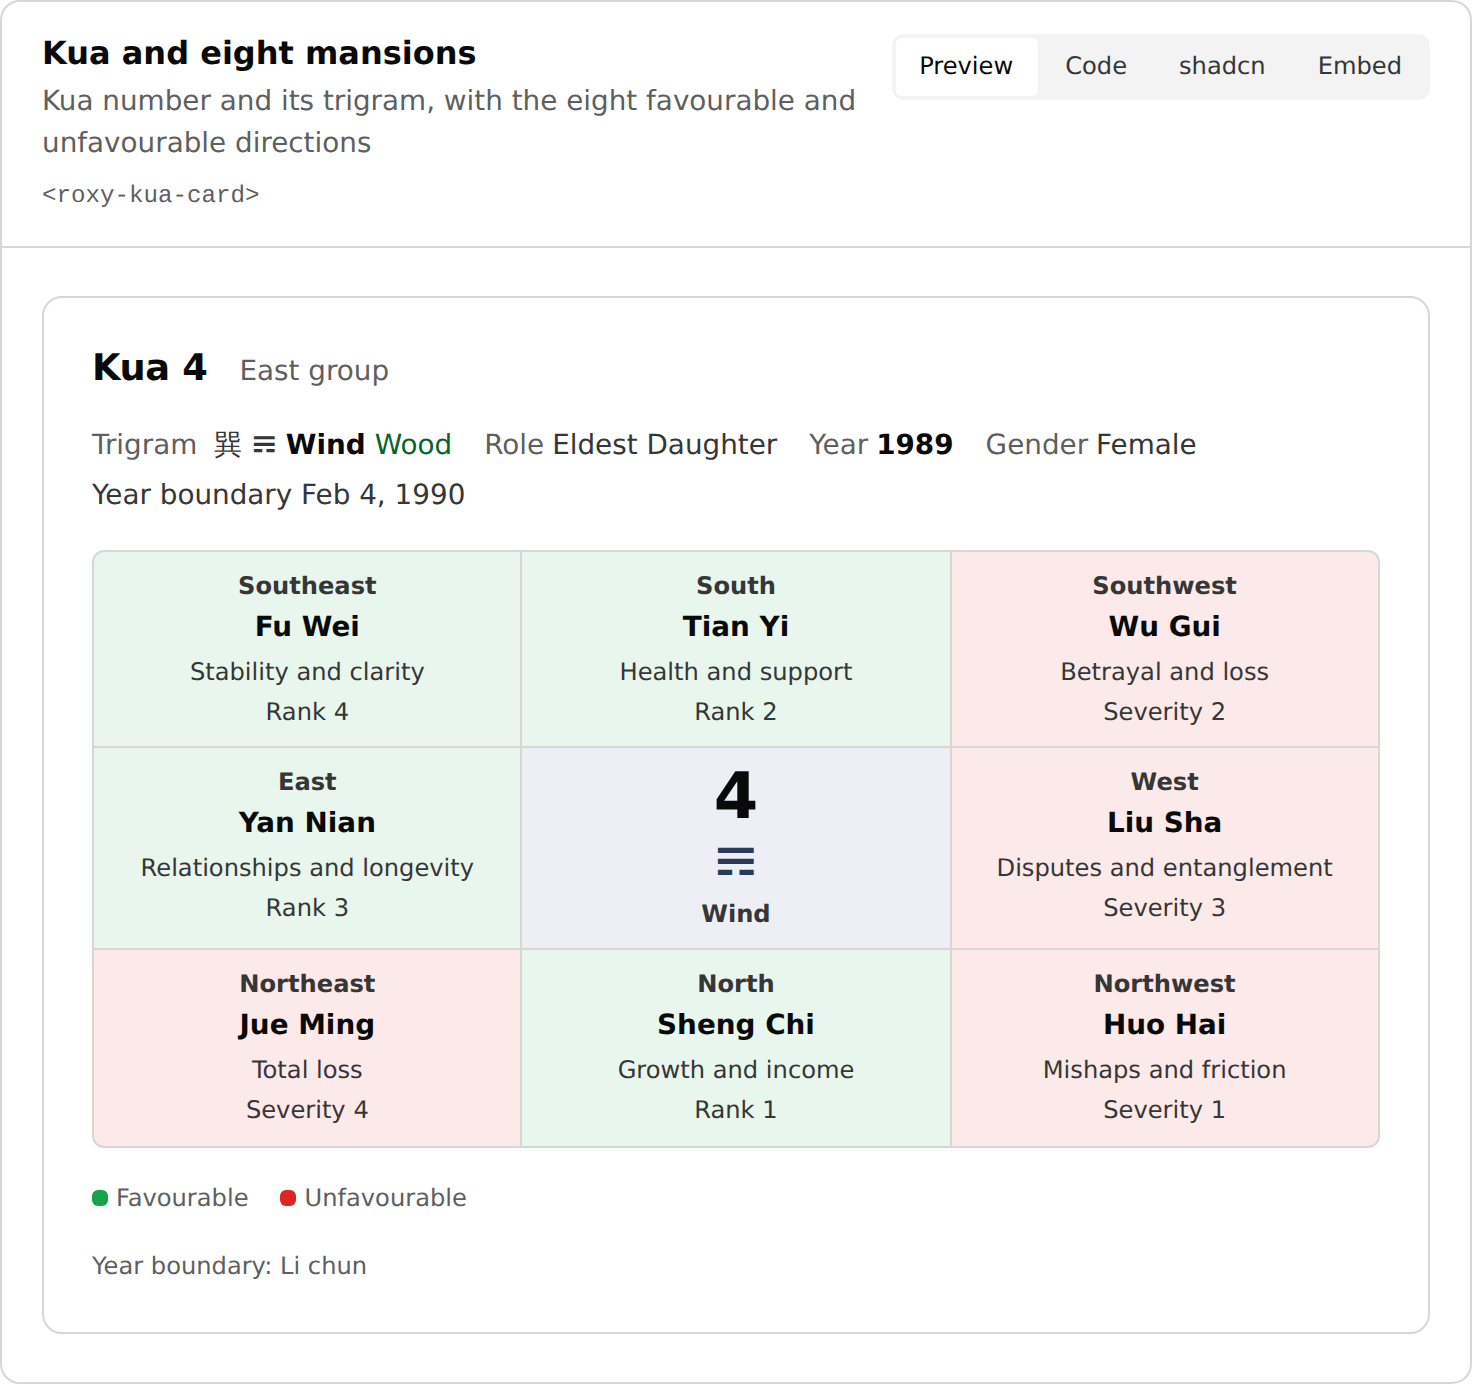 Kua and eight mansions
Kua number and its trigram, with the eight favourable and
unfavourable directions
<roxy-kua-card>
Preview Code shadcn Embed
Kua 4 East group
Trigram 巽 ☴ Wind Wood Role Eldest Daughter Year 1989 Gender Female
Year boundary Feb 4, 1990
Southeast
Fu Wei
Stability and clarity
Rank 4
South
Tian Yi
Health and support
Rank 2
Southwest
Wu Gui
Betrayal and loss
Severity 2
East
Yan Nian
Relationships and longevity
Rank 3
4
☴
Wind
West
Liu Sha
Disputes and entanglement
Severity 3
Northeast
Jue Ming
Total loss
Severity 4
North
Sheng Chi
Growth and income
Rank 1
Northwest
Huo Hai
Mishaps and friction
Severity 1
Favourable Unfavourable
Year boundary: Li chun